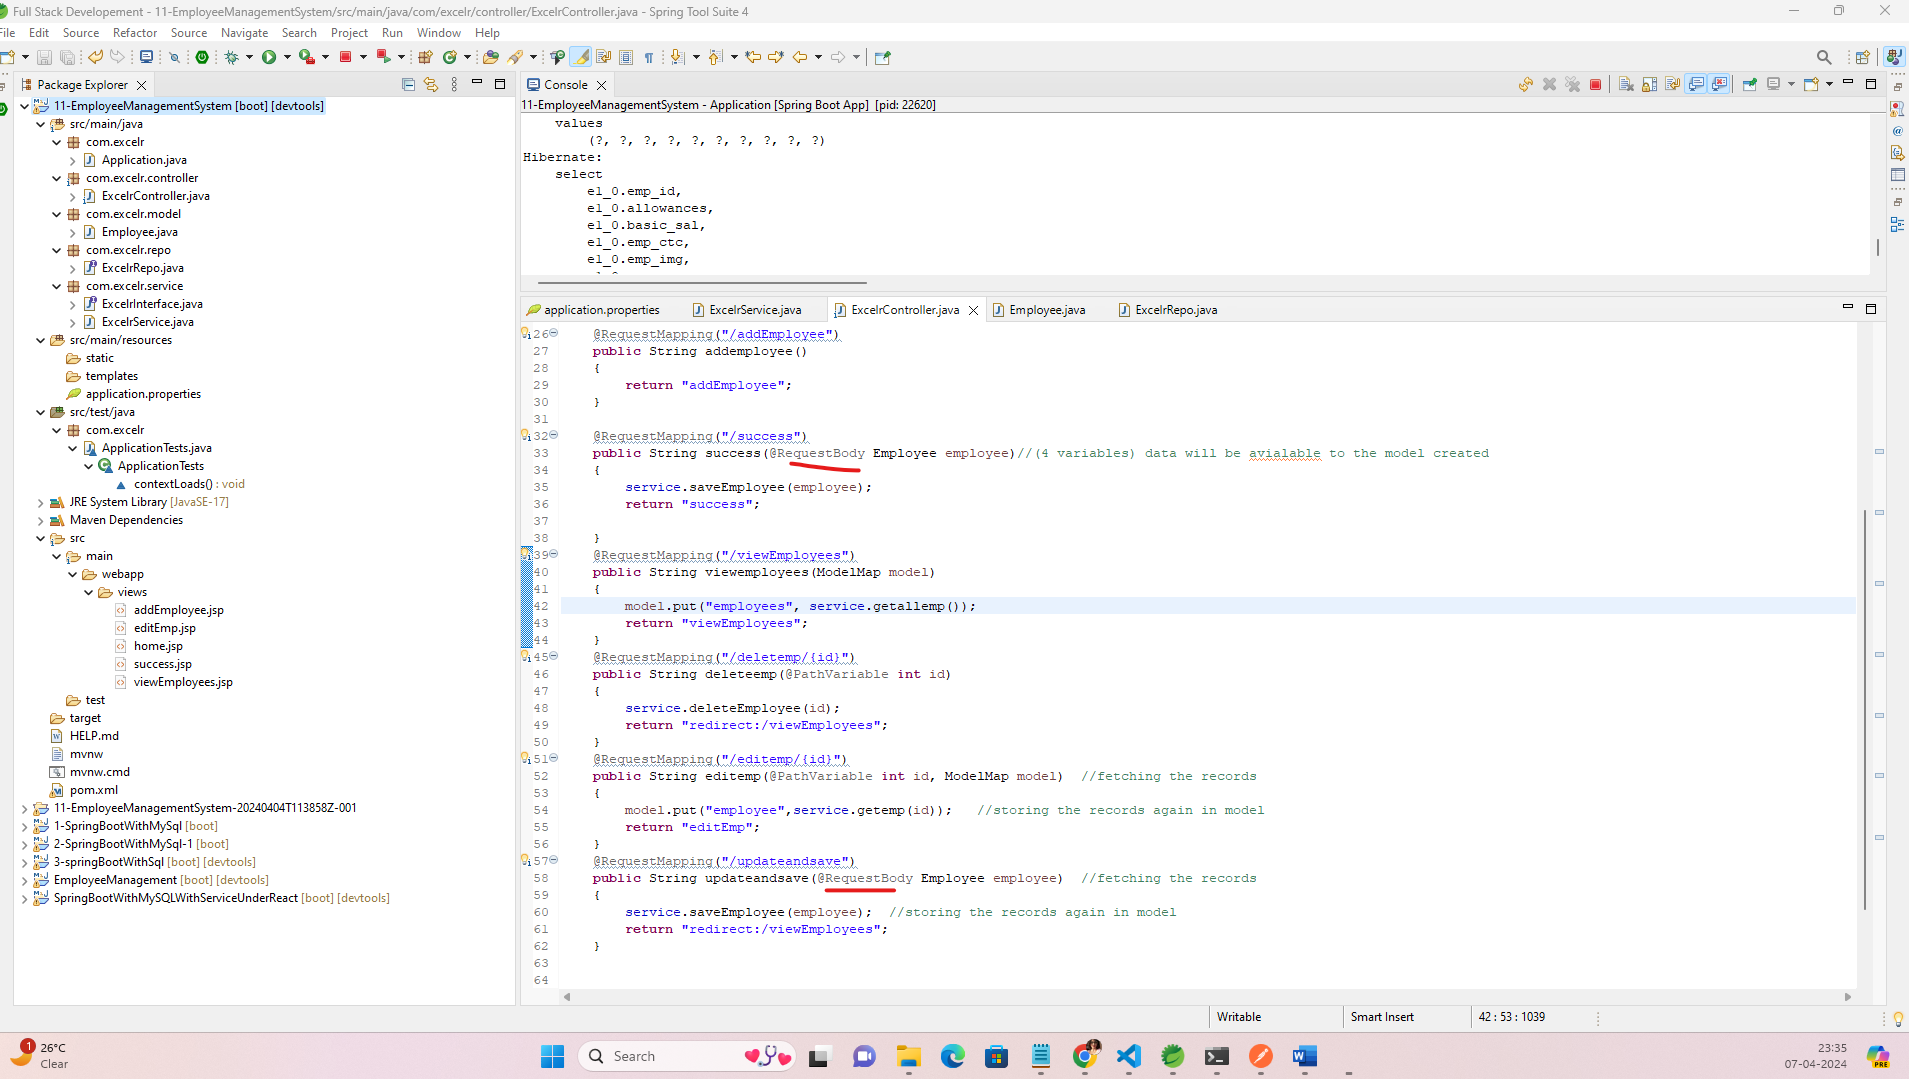 Full Stack Developement - 11-EmployeeManagementSystem/src/main/java/com/excelr/controller/ExcelrController.java - Spring Tool Suite 4
File Edit Source Refactor Source Navigate Search Project Run Window Help
Package Explorer
11-EmployeeManagementSystem [boot] [devtools]
src/main/java
com.excelr
Application.java
com.excelr.controller
ExcelrController.java
com.excelr.model
Employee.java
com.excelr.repo
ExcelrRepo.java
com.excelr.service
ExcelrInterface.java
ExcelrService.java
src/main/resources
static
templates
application.properties
src/test/java
com.excelr
ApplicationTests.java
ApplicationTests
contextLoads() : void
JRE System Library [JavaSE-17]
Maven Dependencies
src
main
webapp
views
addEmployee.jsp
editEmp.jsp
home.jsp
success.jsp
viewEmployees.jsp
test
target
HELP.md
mvnw
mvnw.cmd
pom.xml
11-EmployeeManagementSystem-20240404T113858Z-001
1-SpringBootWithMySql [boot]
2-SpringBootWithMySql-1 [boot]
3-springBootWithSql [boot] [devtools]
EmployeeManagement [boot] [devtools]
SpringBootWithMySQLWithServiceUnderReact [boot] [devtools]
Console
11-EmployeeManagementSystem - Application [Spring Boot App] [pid: 22620]
values
(?, ?, ?, ?, ?, ?, ?, ?, ?, ?)
Hibernate:
select
e1_0.emp_id,
e1_0.allowances,
e1_0.basic_sal,
e1_0.emp_ctc,
e1_0.emp_img,
application.properties ExcelrService.java ExcelrController.java Employee.java ExcelrRepo.java
26 @RequestMapping("/addEmployee")
27 public String addemployee()
28 {
29 return "addEmployee";
30 }
31
32 @RequestMapping("/success")
33 public String success(@RequestBody Employee employee)//(4 variables) data will be avialable to the model created
34 {
35 service.saveEmployee(employee);
36 return "success";
37
38 }
39 @RequestMapping("/viewEmployees")
40 public String viewemployees(ModelMap model)
41 {
42 model.put("employees", service.getallemp());
43 return "viewEmployees";
44 }
45 @RequestMapping("/deletemp/{id}")
46 public String deleteemp(@PathVariable int id)
47 {
48 service.deleteEmployee(id);
49 return "redirect:/viewEmployees";
50 }
51 @RequestMapping("/editemp/{id}")
52 public String editemp(@PathVariable int id, ModelMap model) //fetching the records
53 {
54 model.put("employee",service.getemp(id)); //storing the records again in model
55 return "editEmp";
56 }
57 @RequestMapping("/updateandsave")
58 public String updateandsave(@RequestBody Employee employee) //fetching the records
59 {
60 service.saveEmployee(employee); //storing the records again in model
61 return "redirect:/viewEmployees";
62 }
63
64
Writable Smart Insert 42 : 53 : 1039
1
26°C
Clear
Search
23:35
07-04-2024
PRE